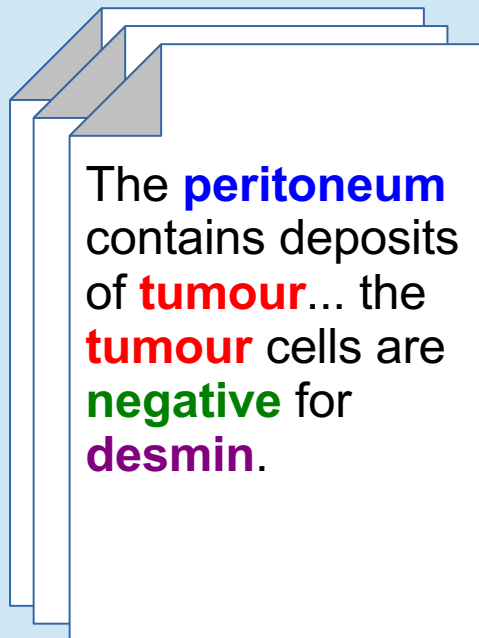 The peritoneum
contains deposits
of tumour... the
tumour cells are
negative for
desmin.